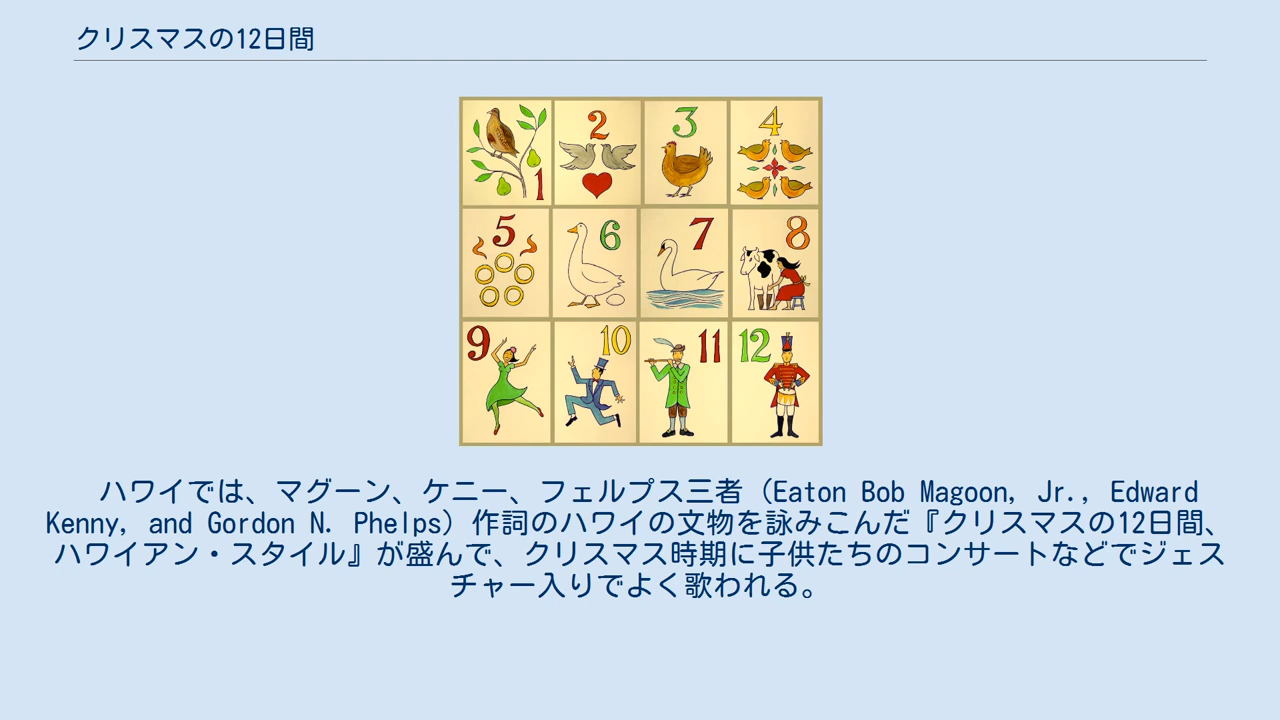 クリスマスの12日間
1
2
3
4
5
6
7
8
9
10
11
12
ハワイでは、マグーン、ケニー、フェルプス三者（Eaton Bob Magoon, Jr., Edward
Kenny, and Gordon N. Phelps）作詞のハワイの文物を詠みこんだ『クリスマスの12日間、
ハワイアン・スタイル』が盛んで、クリスマス時期に子供たちのコンサートなどでジェス
チャー入りでよく歌われる。